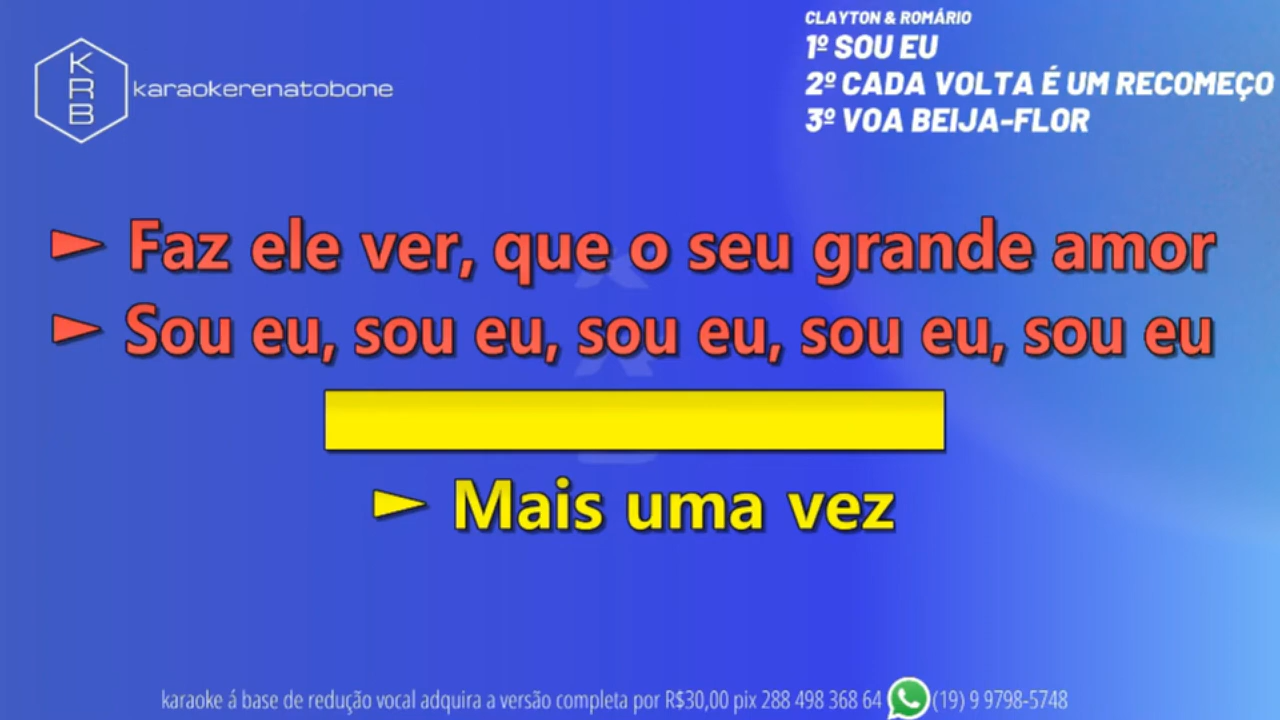 KRB
karaokerenatobone
CLAYTON & ROMÁRIO
1º SOU EU
2º CADA VOLTA É UM RECOMEÇO
3º VOA BEIJA-FLOR
► Faz ele ver, que o seu grande amor
► Sou eu, sou eu, sou eu, sou eu, sou eu
► Mais uma vez
karaoke á base de redução vocal adquira a versão completa por R$30,00 pix 288 498 368 64 (19) 9 9798-5748